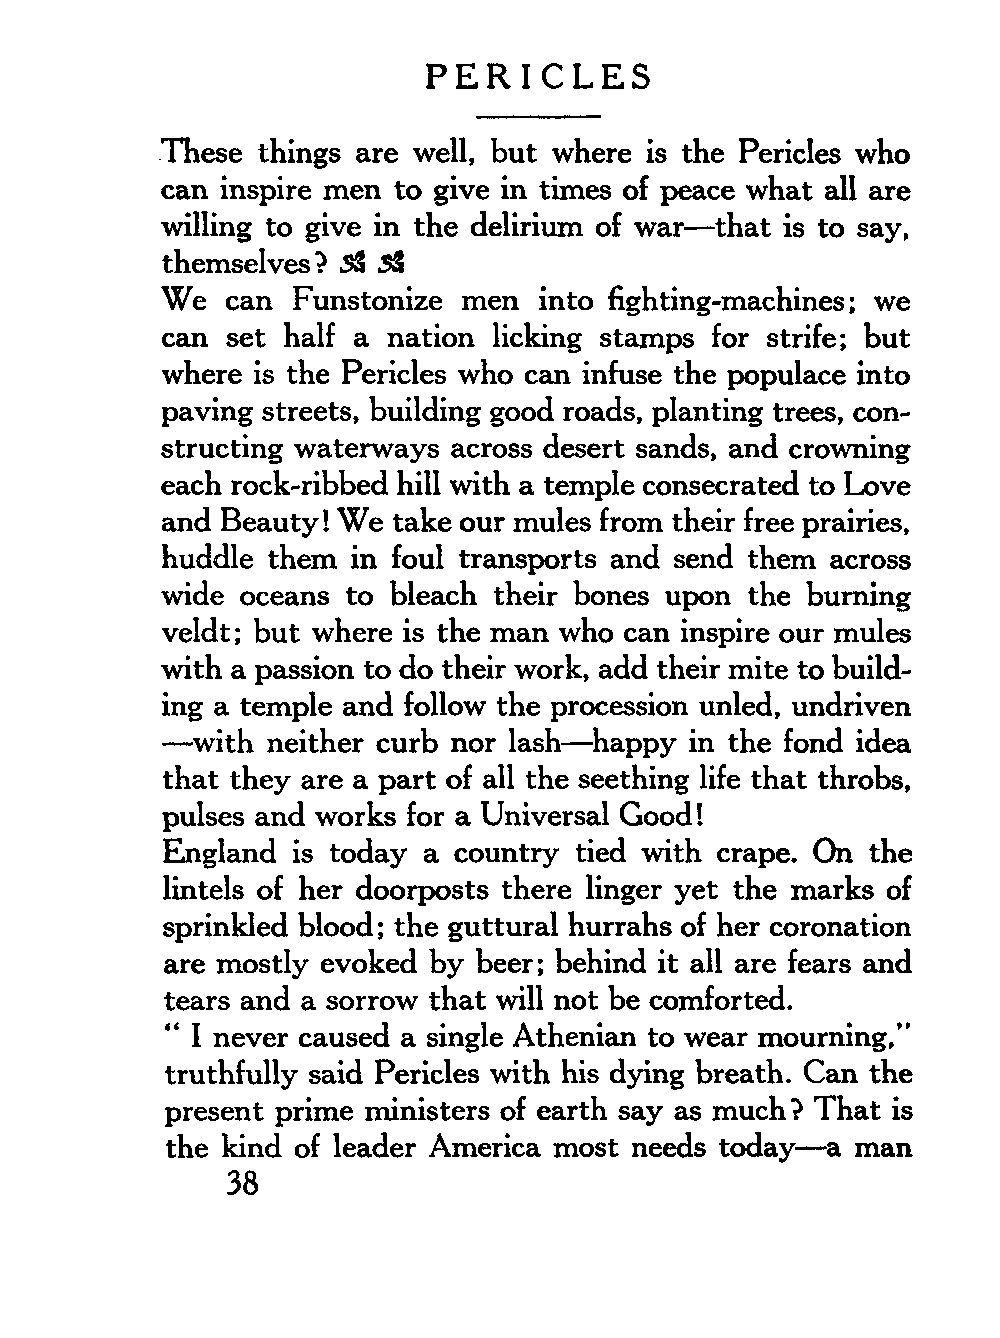 PERICLES
These things are well, but where is the Pericles who
can inspire men to give in times of peace what all are
willing to give in the delirium of war—that is to say,
themselves?
We can Funstonize men into fighting-machines; we
can set half a nation licking stamps for strife; but
where is the Pericles who can infuse the populace into
paving streets, building good roads, planting trees, con-
structing waterways across desert sands, and crowning
each rock-ribbed hill with a temple consecrated to Love
and Beauty! We take our mules from their free prairies,
huddle them in foul transports and send them across
wide oceans to bleach their bones upon the burning
veldt; but where is the man who can inspire our mules
with a passion to do their work, add their mite to build-
ing a temple and follow the procession unled, undriven
—with neither curb nor lash—happy in the fond idea
that they are a part of all the seething life that throbs,
pulses and works for a Universal Good!
England is today a country tied with crape. On the
lintels of her doorposts there linger yet the marks of
sprinkled blood; the guttural hurrahs of her coronation
are mostly evoked by beer; behind it all are fears and
tears and a sorrow that will not be comforted.
" I never caused a single Athenian to wear mourning,"
truthfully said Pericles with his dying breath. Can the
present prime ministers of earth say as much? That is
the kind of leader America most needs today—a man
38